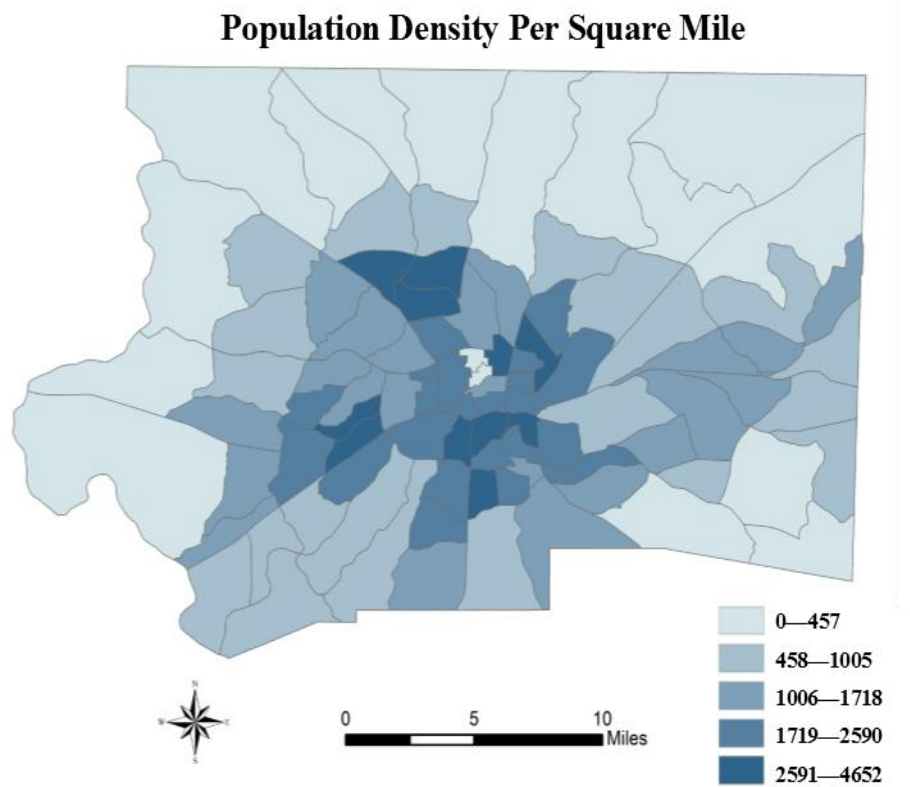 Population Density Per Square Mile
0—457
458—1005
1006—1718
1719—2590
2591—4652
N
W E
S
0 5 10
Miles